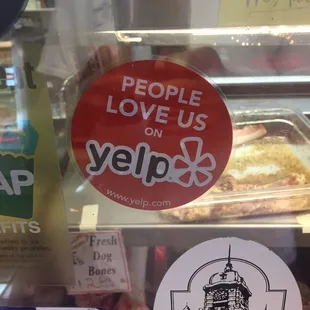 PEOPLE
LOVE US
ON
yelp
www.yelp.com
AP
FITS
Fresh
Dog
Bones